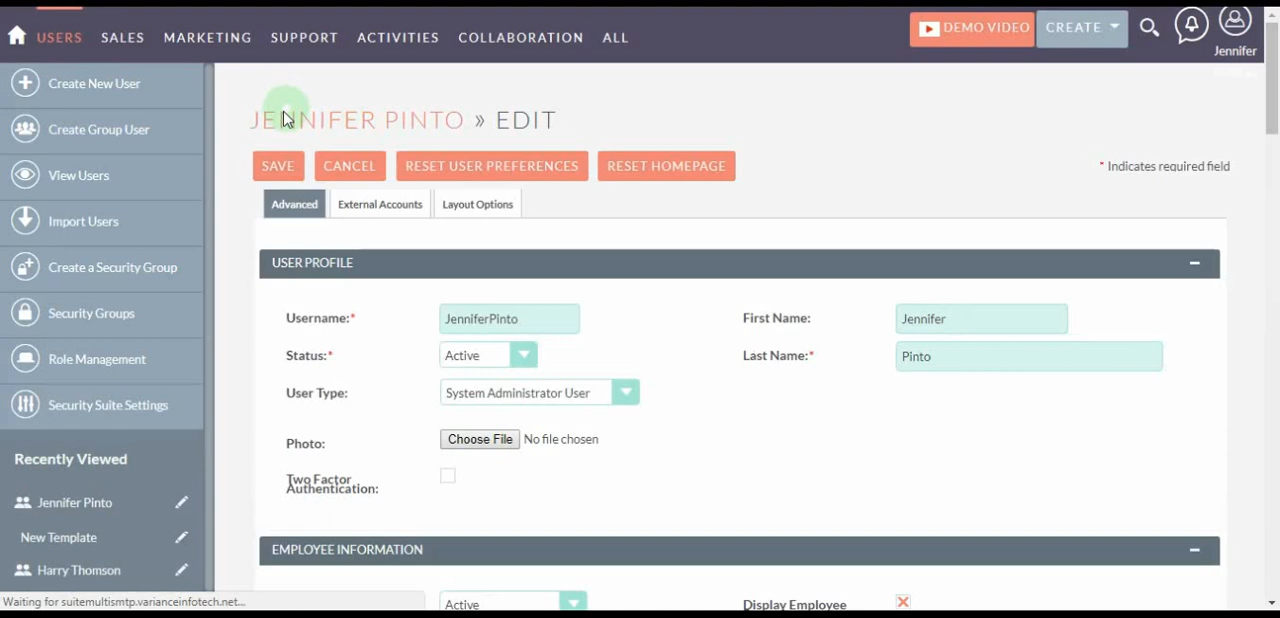 USERS SALES MARKETING SUPPORT ACTIVITIES COLLABORATION ALL DEMO VIDEO CREATE
Jennifer
Create New User
Create Group User
View Users
Import Users
Create a Security Group
Security Groups
Role Management
Security Suite Settings
Recently Viewed
Jennifer Pinto
New Template
Harry Thomson
JENNIFER PINTO » EDIT
SAVE CANCEL RESET USER PREFERENCES RESET HOMEPAGE
* Indicates required field
Advanced External Accounts Layout Options
USER PROFILE
Username:* JenniferPinto First Name: Jennifer
Status:* Active Last Name:* Pinto
User Type: System Administrator User
Photo: Choose File No file chosen
Two Factor
Authentication:
EMPLOYEE INFORMATION
Active Display Employee
Waiting for suitemultismtp.varianceinfotech.net...